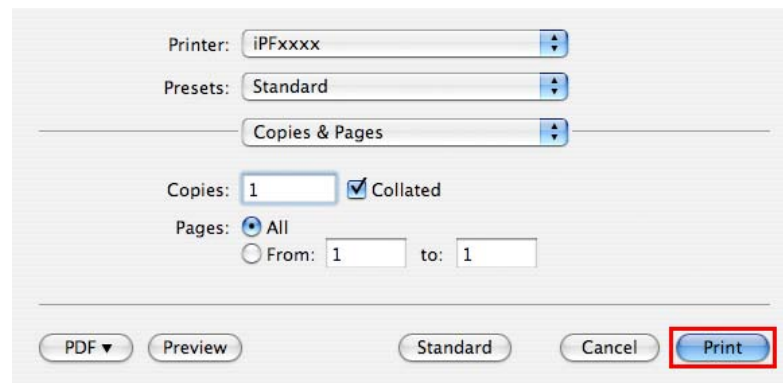 Printer: iPFxxxx
Presets: Standard
Copies & Pages
Copies: 1 Collated
Pages: All
From: 1 to: 1
PDF ▼ Preview Standard Cancel Print